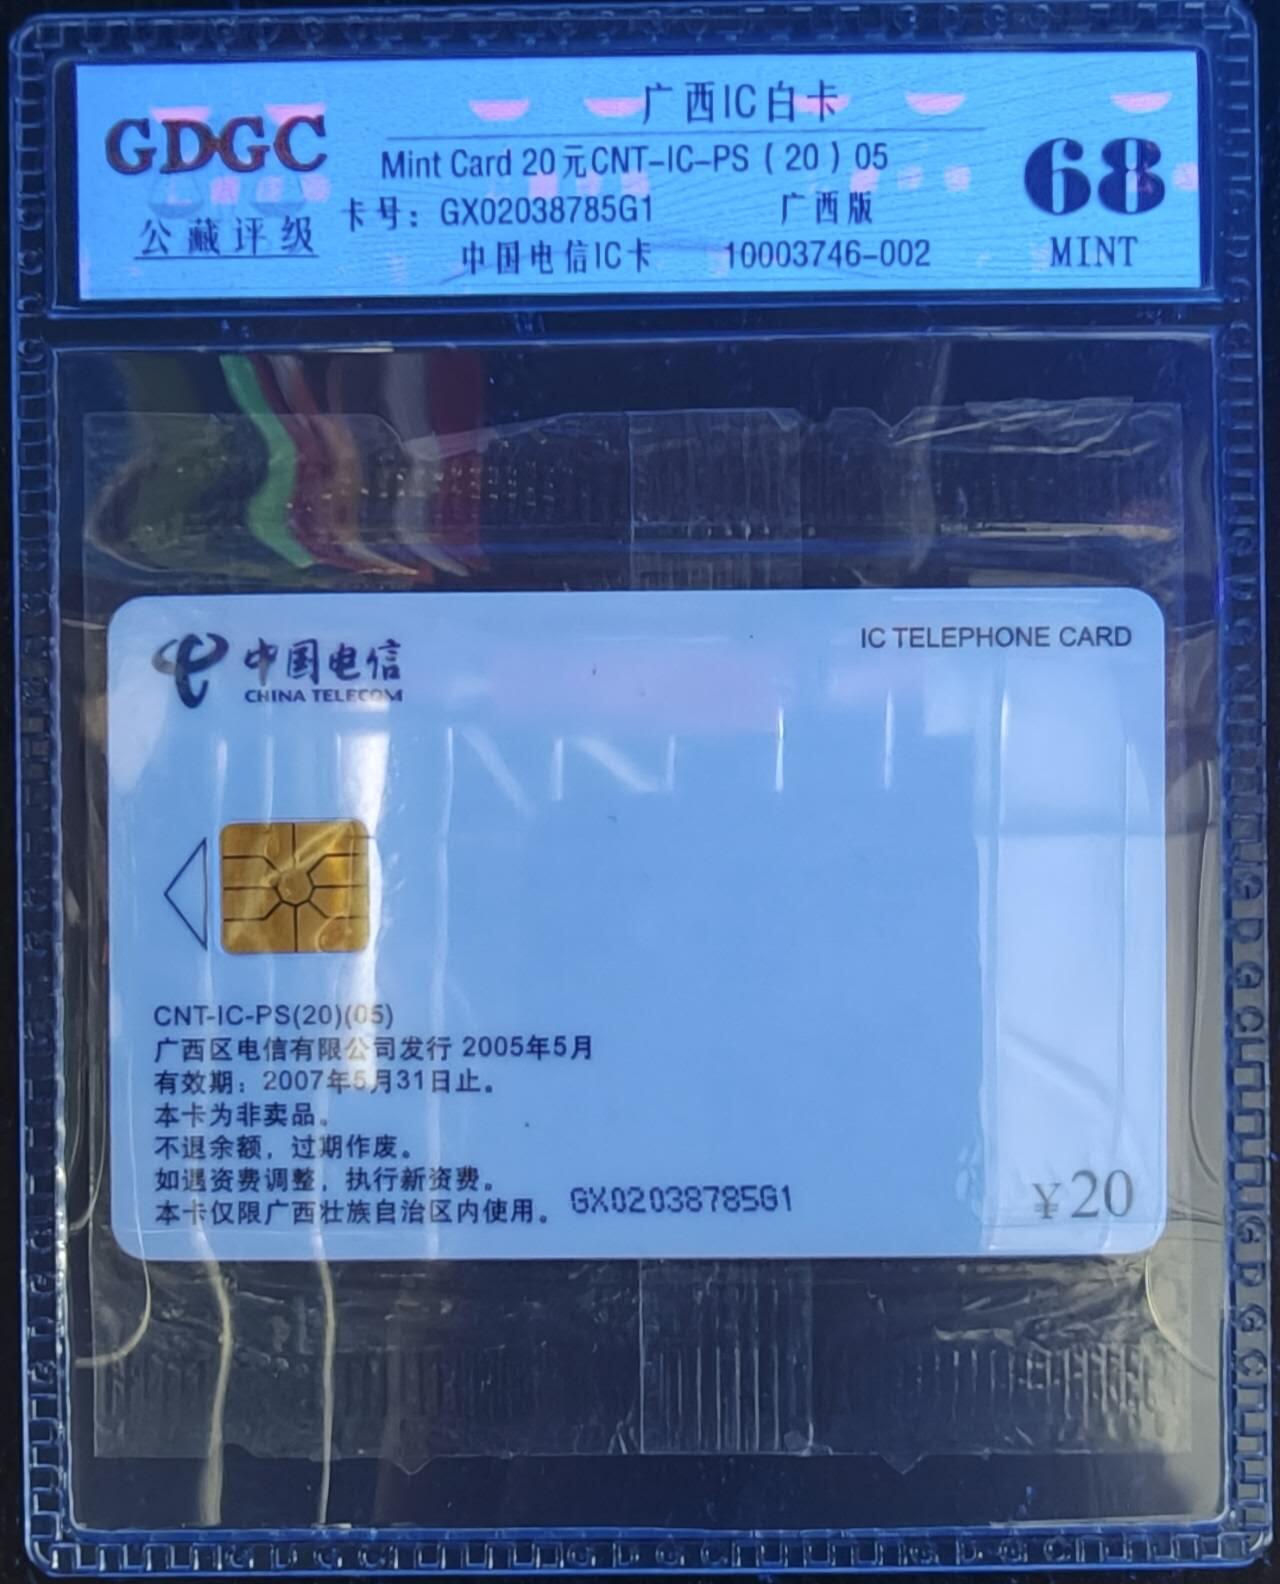 GDGC
公藏评级
广西IC白卡
Mint Card 20元CNT-IC-PS（20）05
卡号：GX02038785G1 广西版
中国电信IC卡 10003746-002
68
MINT
中国电信
CHINA TELECOM
IC TELEPHONE CARD
CNT-IC-PS(20)(05)
广西区电信有限公司发行 2005年5月
有效期：2007年5月31日止。
本卡为非卖品。
不退余额，过期作废。
如遇资费调整，执行新资费。
本卡仅限广西壮族自治区内使用。
GX02038785G1
¥20